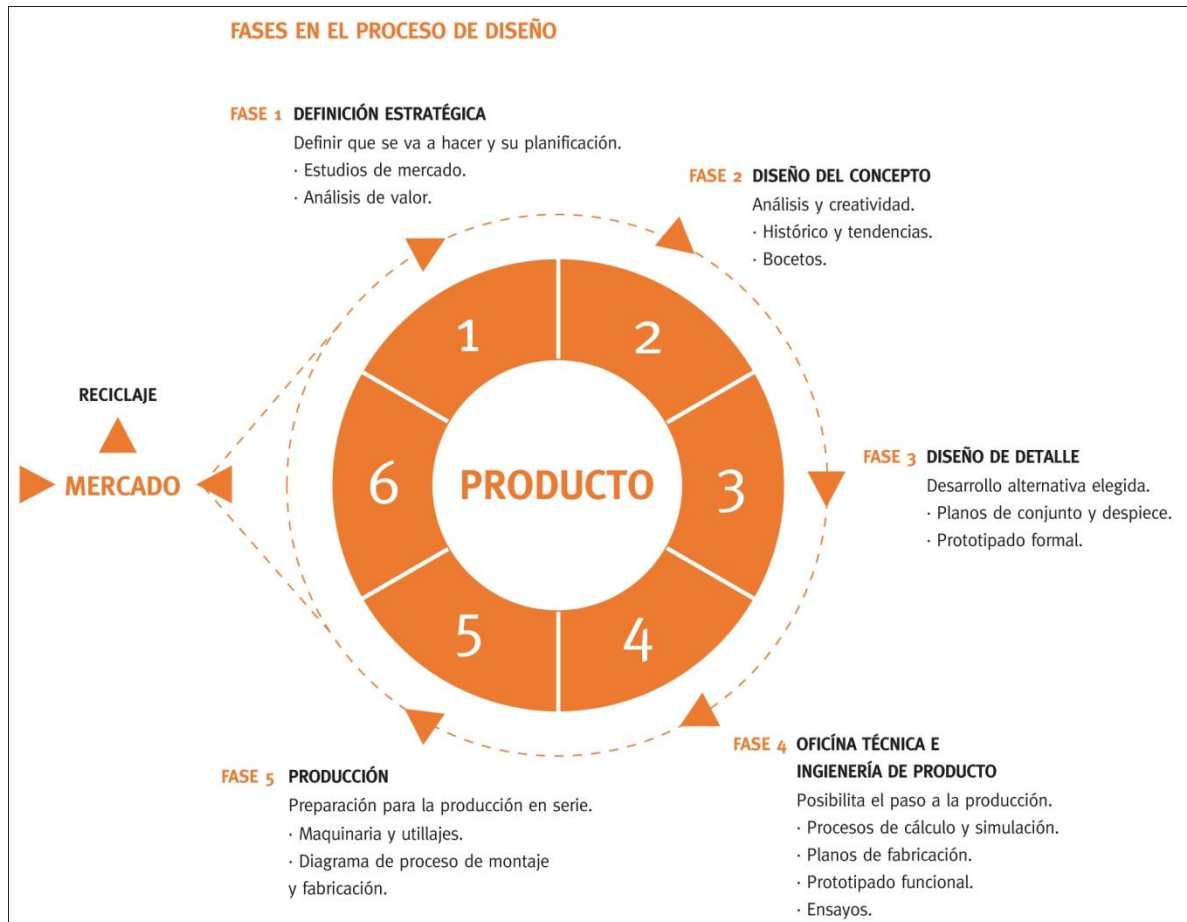 FASES EN EL PROCESO DE DISEÑO
FASE 1 DEFINICIÓN ESTRATÉGICA
Definir que se va a hacer y su planificación.
· Estudios de mercado.
· Análisis de valor.
FASE 2 DISEÑO DEL CONCEPTO
Análisis y creatividad.
· Histórico y tendencias.
· Bocetos.
1
2
RECICLAJE
MERCADO
6
PRODUCTO
3
FASE 3 DISEÑO DE DETALLE
Desarrollo alternativa elegida.
· Planos de conjunto y despiece.
· Prototipado formal.
5
4
FASE 4 OFICÍNA TÉCNICA E
INGIENERÍA DE PRODUCTO
Posibilita el paso a la producción.
· Procesos de cálculo y simulación.
· Planos de fabricación.
· Prototipado funcional.
· Ensayos.
FASE 5 PRODUCCIÓN
Preparación para la producción en serie.
· Maquinaria y utillajes.
· Diagrama de proceso de montaje
y fabricación.